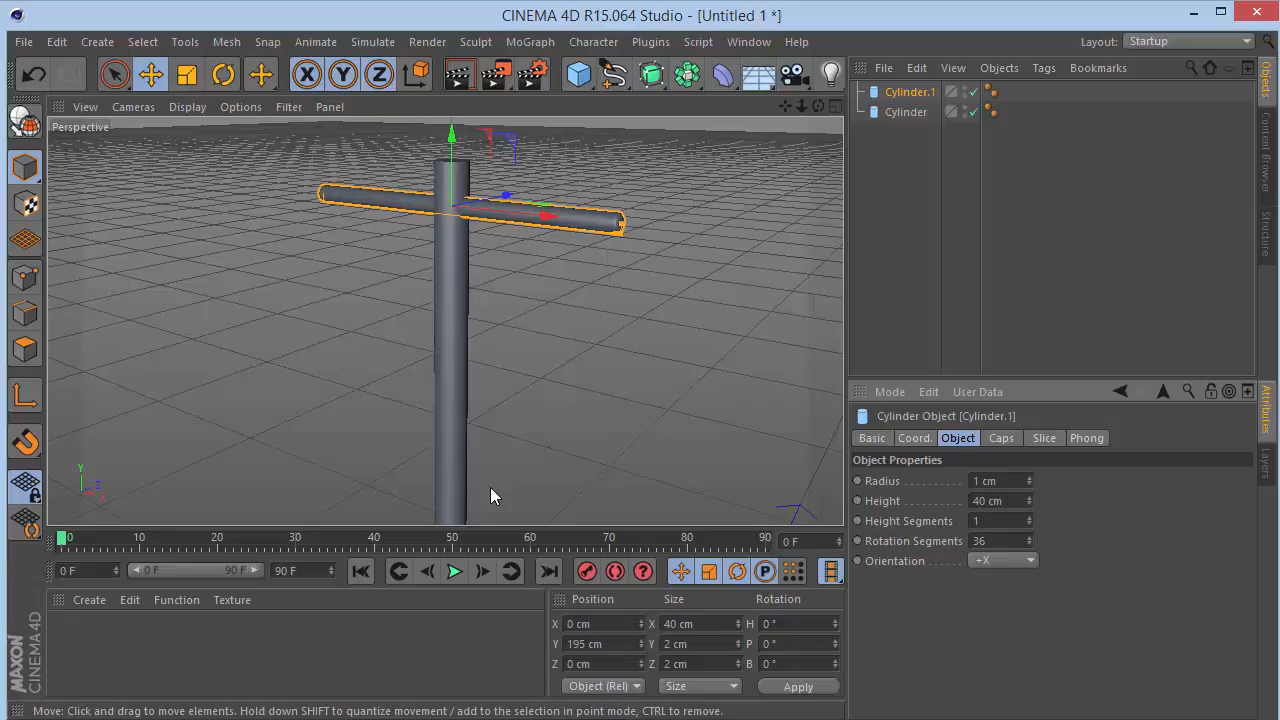 CINEMA 4D R15.064 Studio - [Untitled 1 *]
File Edit Create Select Tools Mesh Snap Animate Simulate Render Sculpt MoGraph Character Plugins Script Window Help
Layout: Startup
X Y Z
File Edit View Objects Tags Bookmarks
View Cameras Display Options Filter Panel
Perspective
Cylinder.1
Cylinder
Objects
Content Browser
Structure
Mode Edit User Data
Cylinder Object [Cylinder.1]
Basic Coord. Object Caps Slice Phong
Object Properties
Radius 1 cm
Height 40 cm
Height Segments 1
Rotation Segments 36
Orientation +X
Attributes
Layers
Y
Z
X
0 10 20 30 40 50 60 70 80 90
0 F
0 F 0 F 90 F 90 F
P
Create Edit Function Texture
Position Size Rotation
X 0 cm X 40 cm H 0 °
Y 195 cm Y 2 cm P 0 °
Z 0 cm Z 2 cm B 0 °
Object (Rel) Size Apply
MAXON
CINEMA 4D
Move: Click and drag to move elements. Hold down SHIFT to quantize movement / add to the selection in point mode, CTRL to remove.